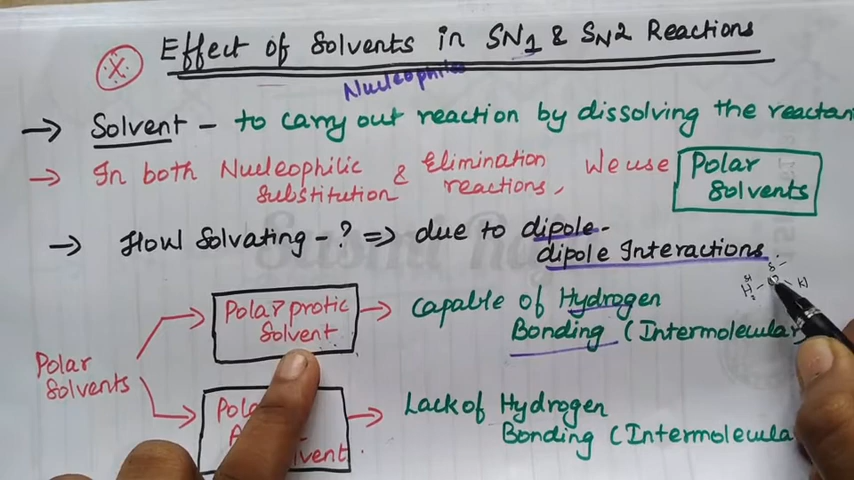 Effect of Solvents in SN1 & SN2 Reactions
Nucleophilic
→ Solvent - to carry out reaction by dissolving the reactan
→ In both Nucleophilic & Elimination We use Polar
Substitution reactions, Solvents
→ How Solvating - ? ⇒ due to dipole-
dipole Interactions.
Polar protic → Capable of Hydrogen
Solvent Bonding (Intermolecular)
Polar
Solvents
Lack of Hydrogen
Bonding (Intermolecula